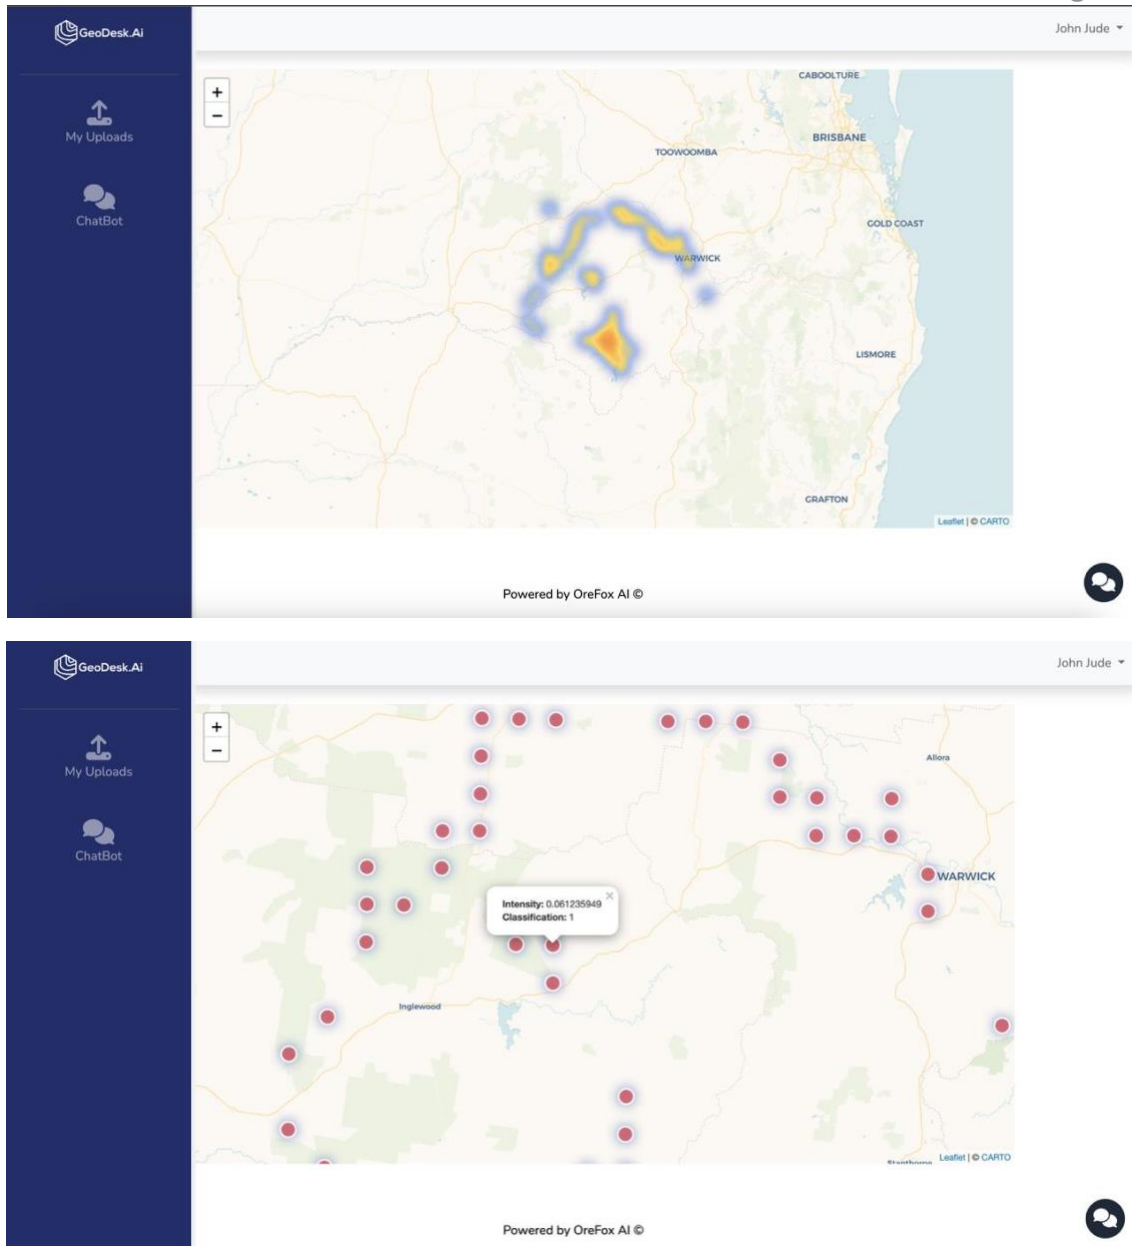 GeoDesk.Ai
John Jude
My Uploads
ChatBot
+
−
CABOOLTURE
BRISBANE
TOOWOOMBA
GOLD COAST
WARWICK
LISMORE
GRAFTON
Leaflet | © CARTO
Powered by OreFox AI ©
GeoDesk.Ai
John Jude
My Uploads
ChatBot
+
−
Allora
WARWICK
Intensity: 0.061235949
×
Classification: 1
Inglewood
Stanthorpe
Leaflet | © CARTO
Powered by OreFox AI ©